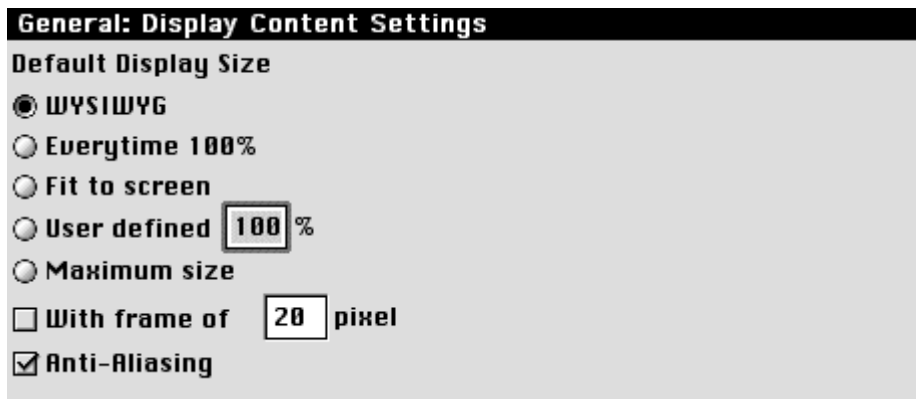 General: Display Content Settings
Default Display Size
WYSIWYG
Everytime 100%
Fit to screen
User defined 100 %
Maximum size
With frame of 20 pixel
Anti-Aliasing